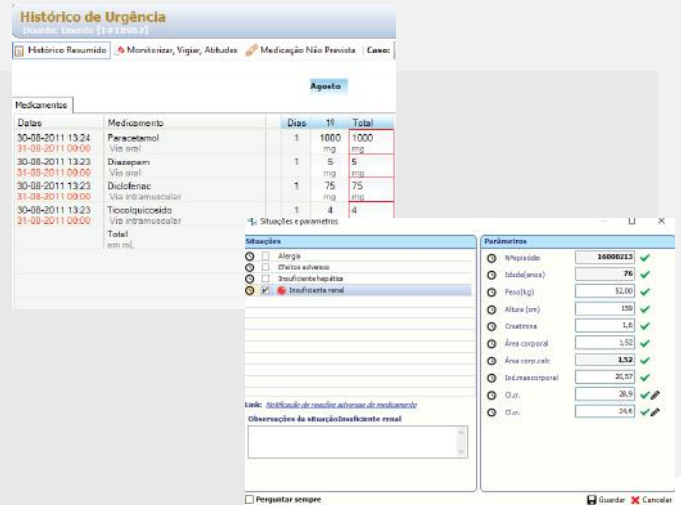 Histórico de Urgência
Doente: Doente [1#10963]
Histórico Resumido
Monitorizar, Vigiar, Atitudes
Medicação Não Prevista
Caso:
Agosto
Medicamentos
Datas Medicamento Dias 1º Total
30-08-2011 13:24 Paracetamol 1 1000 1000
31-08-2011 00:00 Via oral mg mg
30-08-2011 13:23 Diazepam 1 5 5
31-08-2011 00:00 Via oral mg mg
30-08-2011 13:23 Diclofenac 1 75 75
31-08-2011 00:00 Via intramuscular mg mg
30-08-2011 13:23 Tiocolquicosido 1 4 4
31-08-2011 00:00 Via intramuscular
Total
em mL
Situações e parametros
Situações
Alergia
Efeitos adversos
Insuficiente hepática
Insuficiente renal
Link: Notificação de reações adversas do medicamento
Observações da situaçãoInsuficiente renal
Perguntar sempre
Parâmetros
NºEpisódio 16000213
Idade(anos) 76
Peso(kg) 52,00
Altura (cm) 159
Creatinina 1,6
Área corporal 1,52
Área corp.calc 1,52
Ind.mascorporal 20,57
Cl.cr. 28,9
Cl.cr. 24,6
Guardar Cancelar